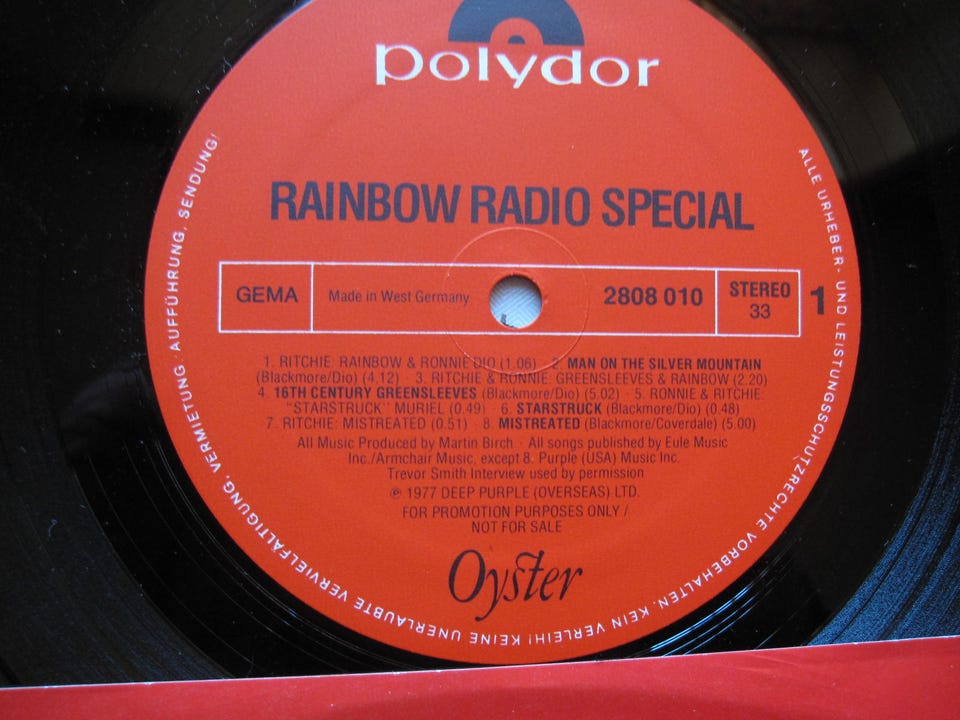 polydor
RAINBOW RADIO SPECIAL
GEMA
Made in West Germany
2808 010
STEREO
33
1
1. RITCHIE: RAINBOW & RONNIE DIO (1.06) · 2. MAN ON THE SILVER MOUNTAIN
(Blackmore/Dio) (4.12) · 3. RITCHIE & RONNIE: GREENSLEEVES & RAINBOW (2.20)
4. 16TH CENTURY GREENSLEEVES (Blackmore/Dio) (5.02) · 5. RONNIE & RITCHIE:
"STARSTRUCK" MURIEL (0.49) · 6. STARSTRUCK (Blackmore/Dio) (0.48)
7. RITCHIE: MISTREATED (0.51) · 8. MISTREATED (Blackmore/Coverdale) (5.00)
All Music Produced by Martin Birch · All songs published by Eule Music
Inc./Armchair Music, except 8. Purple (USA) Music Inc.
Trevor Smith Interview used by permission
℗ 1977 DEEP PURPLE (OVERSEAS) LTD.
FOR PROMOTION PURPOSES ONLY /
NOT FOR SALE
Oyster
ALLE URHEBER- UND LEISTUNGSSCHUTZRECHTE VORBEHALTEN. KEIN VERLEIH! KEINE UNERLAUBTE VERVIELFÄLTIGUNG, VERMIETUNG, AUFFÜHRUNG, SENDUNG!